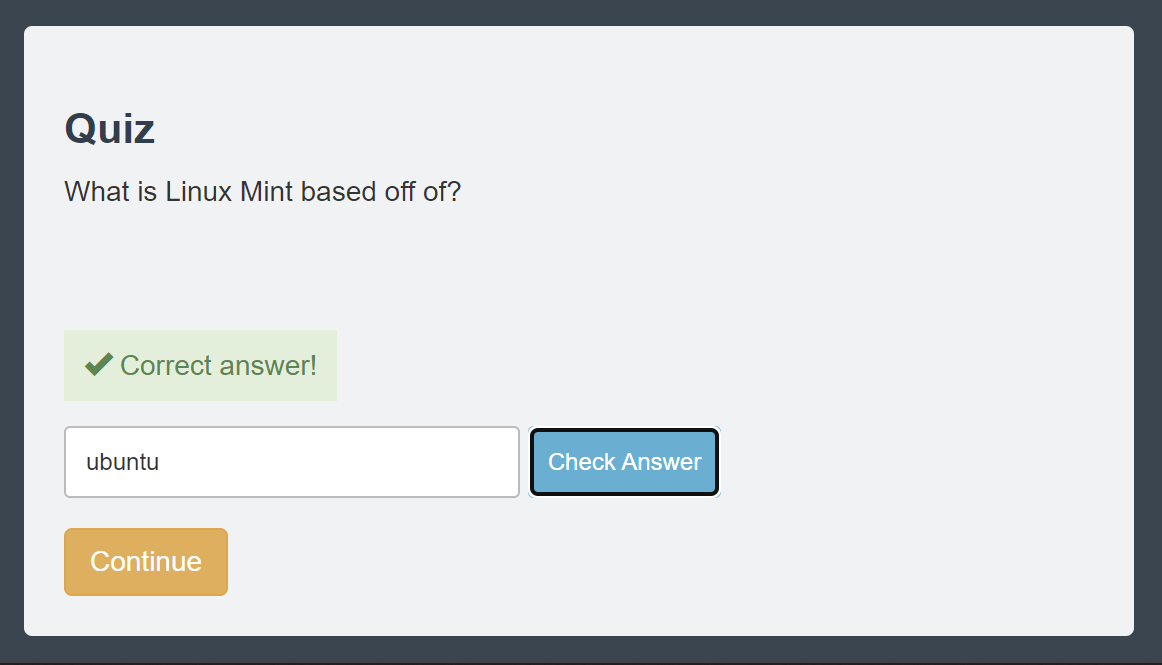 Quiz
What is Linux Mint based off of?
Correct answer!
ubuntu
Check Answer
Continue